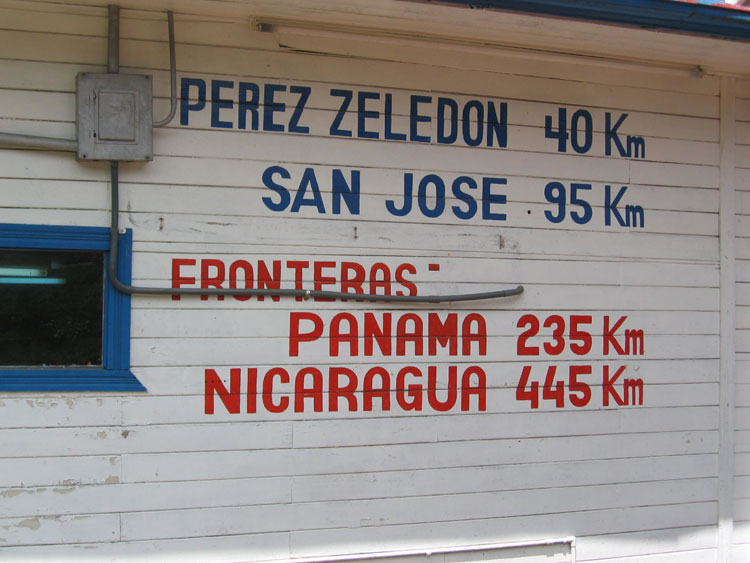 PEREZ ZELEDON 40 Km
SAN JOSE 95 Km
FRONTERAS -
PANAMA 235 Km
NICARAGUA 445 Km